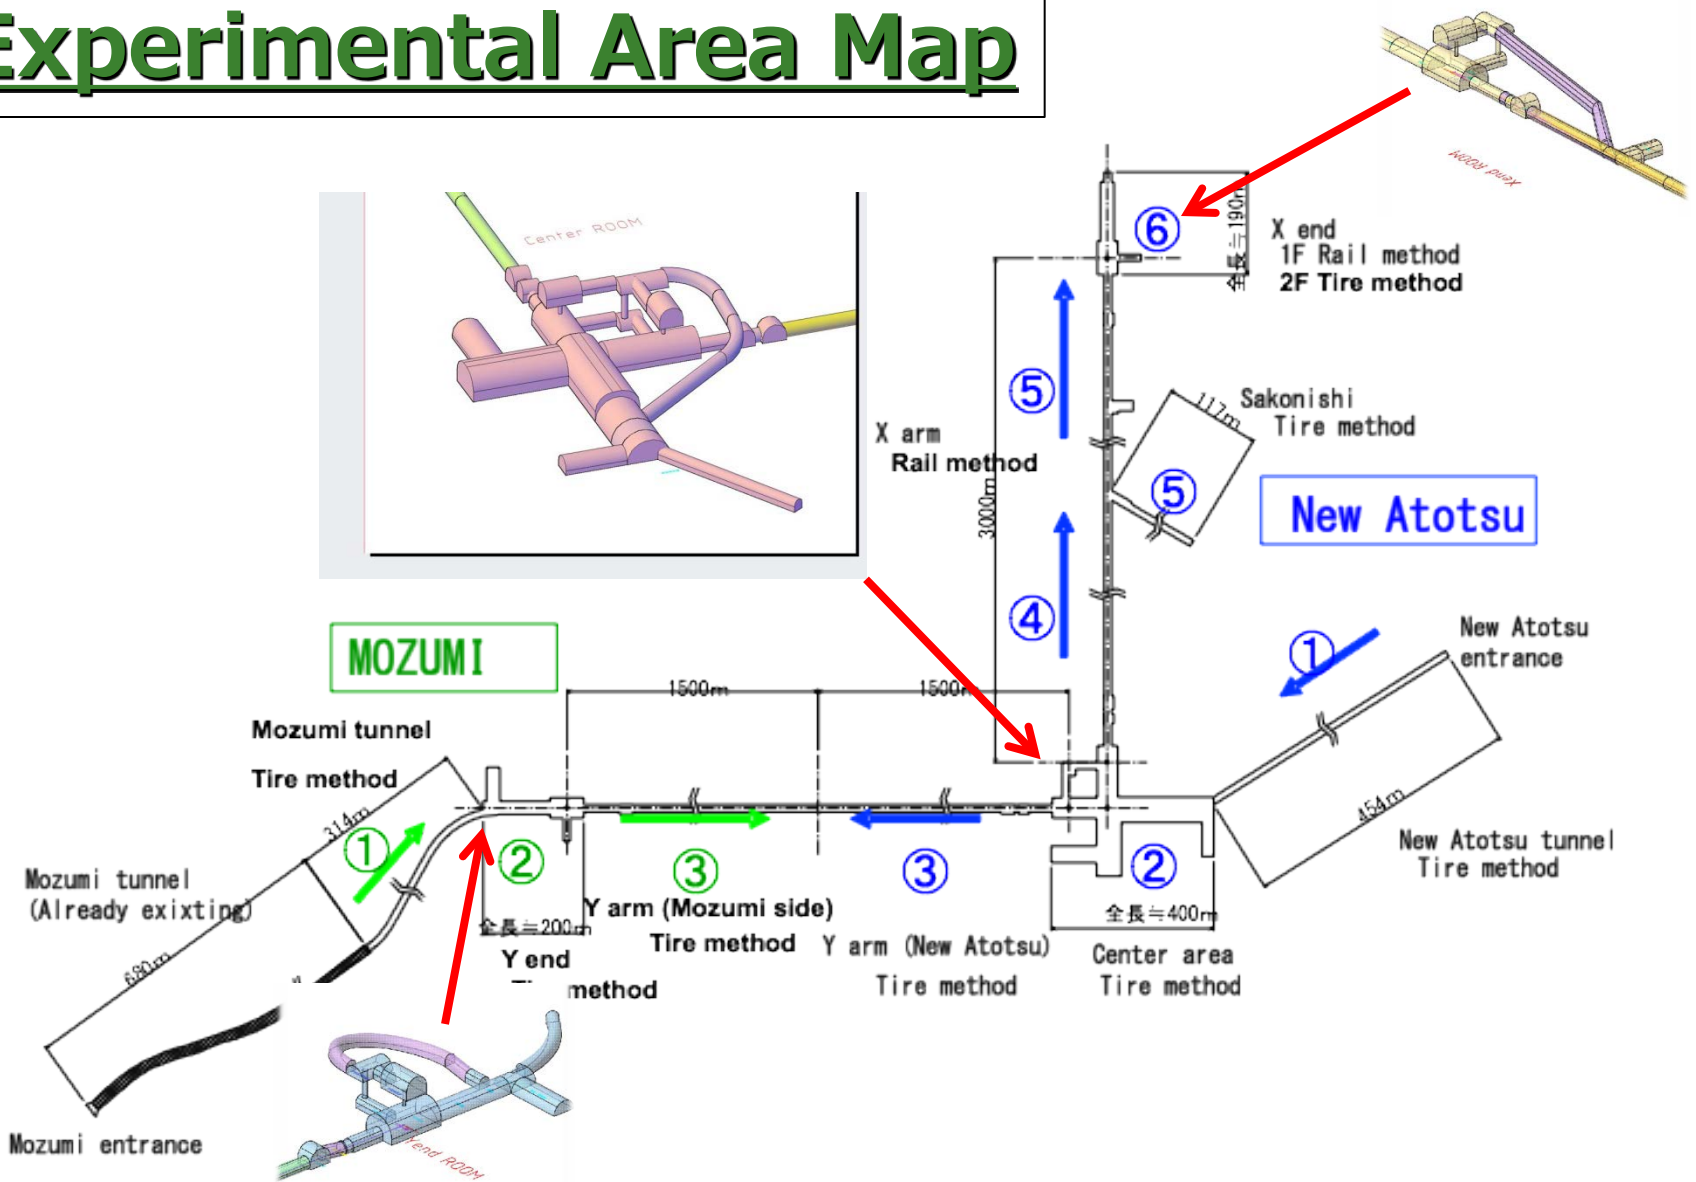 Experimental Area Map
Xend ROOM
Center ROOM
⑥
全長≒190m
X end
1F Rail method
2F Tire method
⑤
117m
Sakonishi
Tire method
X arm
Rail method
3000m
⑤
New Atotsu
④
①
New Atotsu
entrance
MOZUMI
1500m
1500m
Mozumi tunnel
Tire method
314m
①
②
③
③
②
454m
New Atotsu tunnel
Tire method
Mozumi tunnel
(Already exixting)
680m
全長≒200m
Y end
method
Y arm (Mozumi side)
Tire method
Y arm (New Atotsu)
Tire method
全長≒400m
Center area
Tire method
Mozumi entrance
Yend ROOM